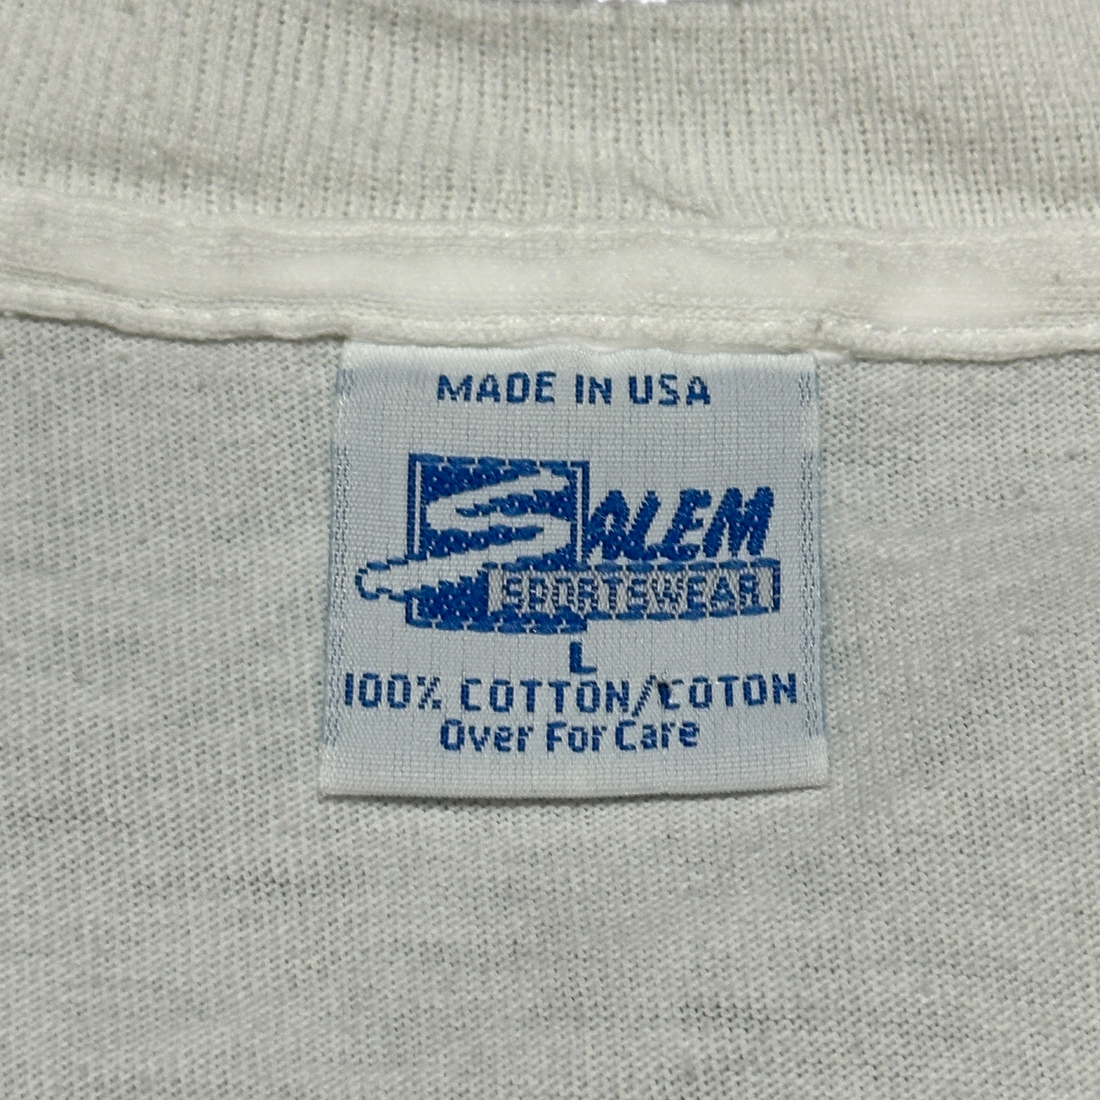 MADE IN USA
SALEM
SPORTSWEAR
L
100% COTTON/COTON
Over For Care